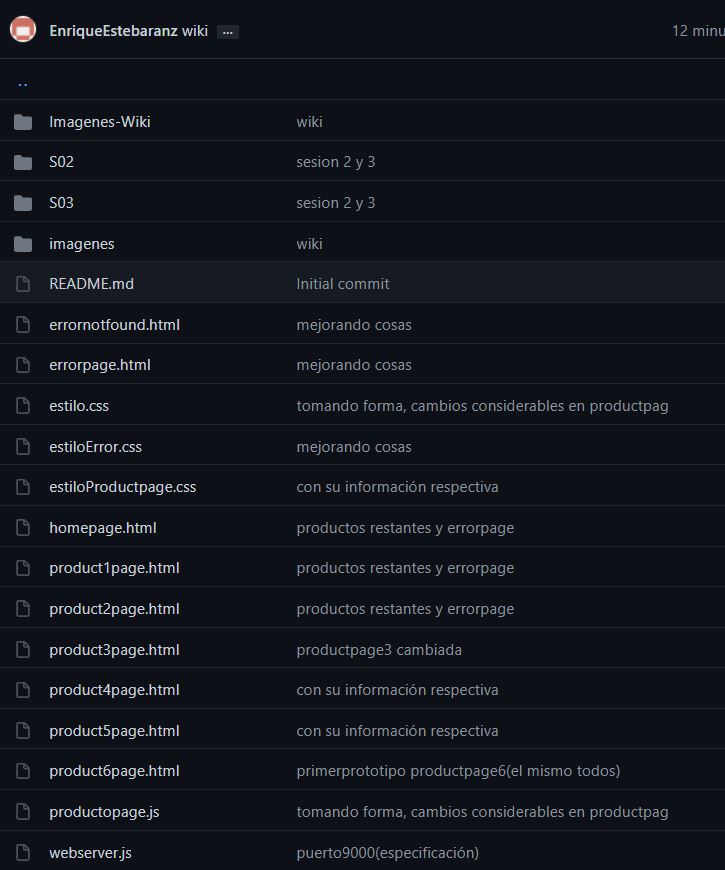 EnriqueEstebaranz wiki ... 12 minu
..
Imagenes-Wiki wiki
S02 sesion 2 y 3
S03 sesion 2 y 3
imagenes wiki
README.md Initial commit
errornotfound.html mejorando cosas
errorpage.html mejorando cosas
estilo.css tomando forma, cambios considerables en productpag
estiloError.css mejorando cosas
estiloProductpage.css con su información respectiva
homepage.html productos restantes y errorpage
product1page.html productos restantes y errorpage
product2page.html productos restantes y errorpage
product3page.html productpage3 cambiada
product4page.html con su información respectiva
product5page.html con su información respectiva
product6page.html primerprototipo productpage6(el mismo todos)
productopage.js tomando forma, cambios considerables en productpag
webserver.js puerto9000(especificación)